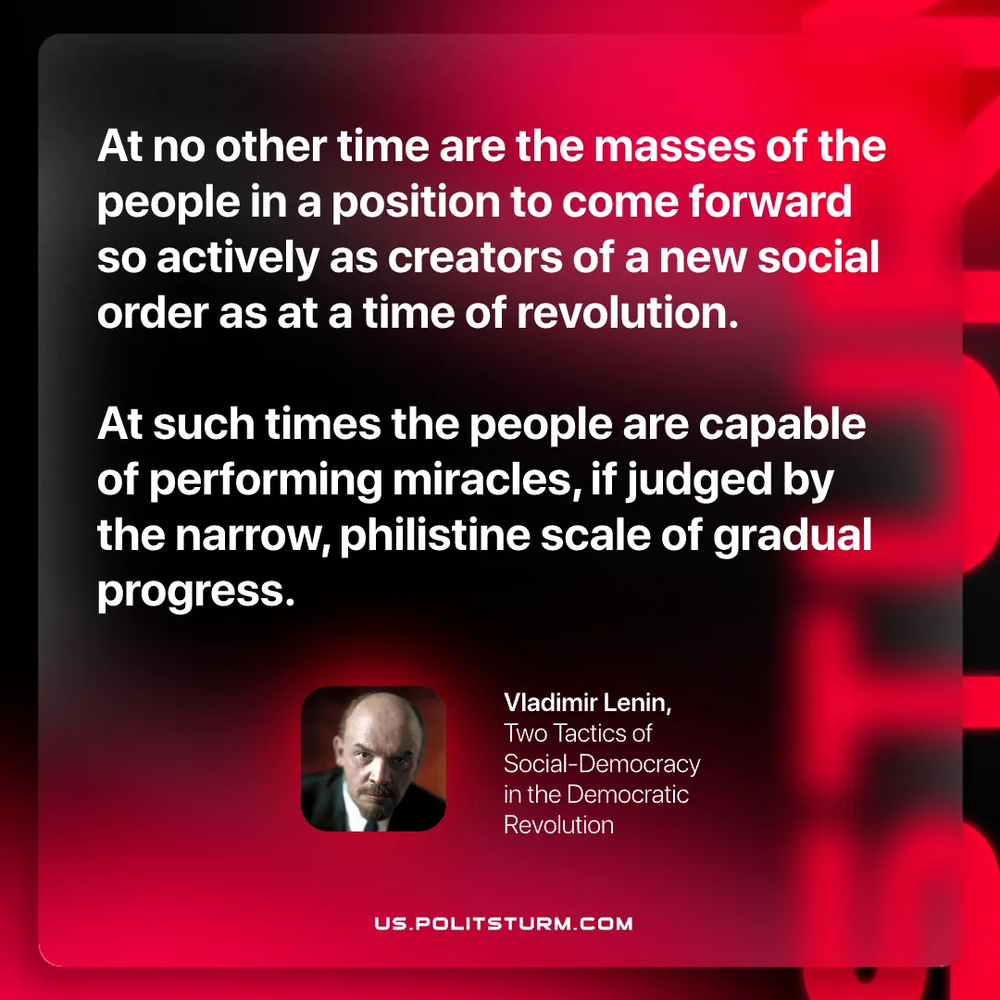 At no other time are the masses of the
people in a position to come forward
so actively as creators of a new social
order as at a time of revolution.
At such times the people are capable
of performing miracles, if judged by
the narrow, philistine scale of gradual
progress.
Vladimir Lenin,
Two Tactics of
Social-Democracy
in the Democratic
Revolution
US.POLITSTURM.COM